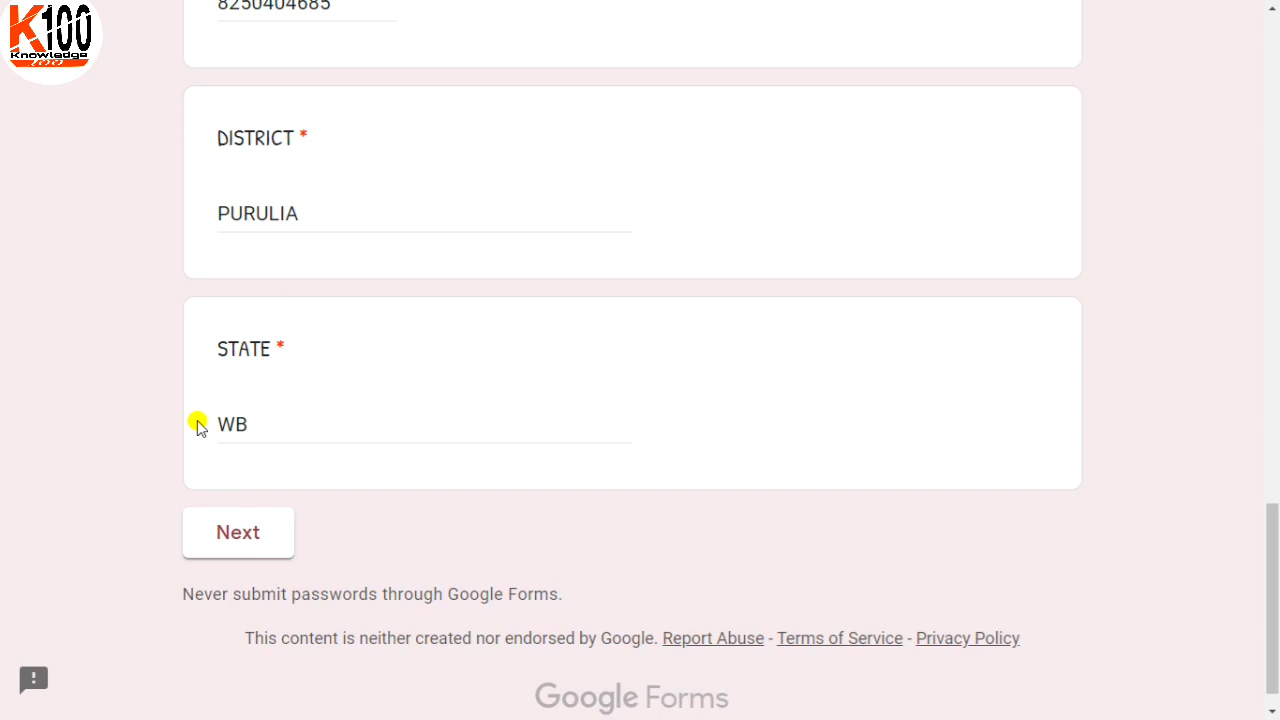 K100
Knowledge
100
8250404685
DISTRICT *
PURULIA
STATE *
WB
Next
Never submit passwords through Google Forms.
This content is neither created nor endorsed by Google. Report Abuse - Terms of Service - Privacy Policy
Google Forms